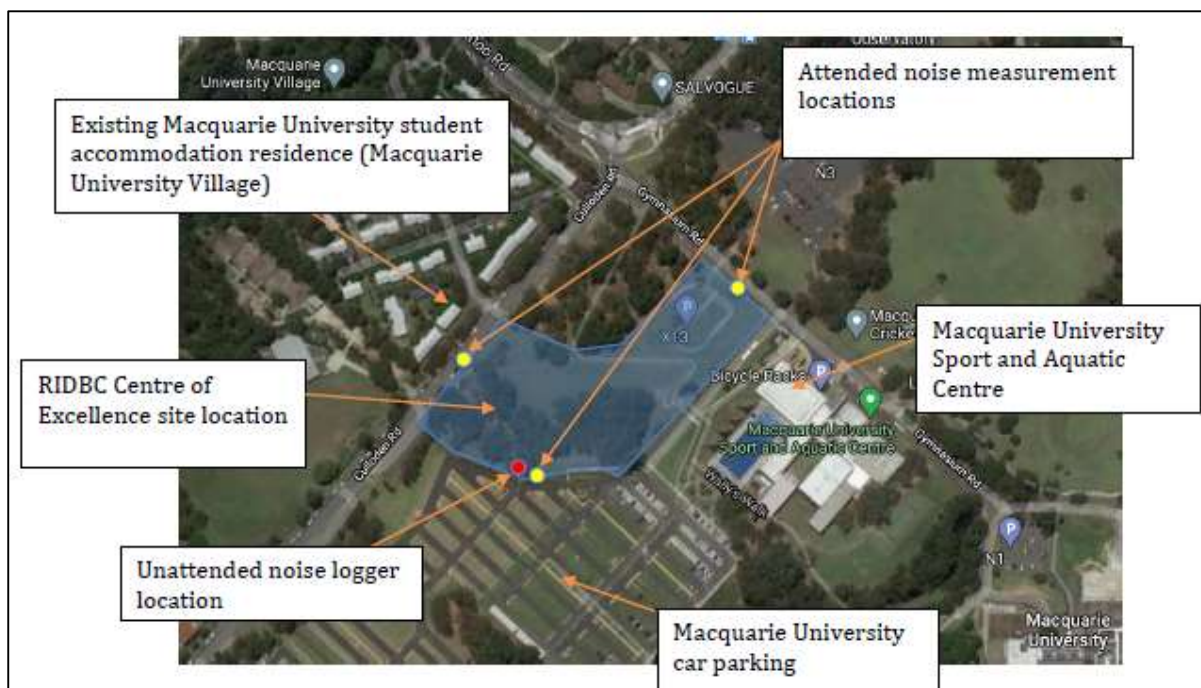 Macquarie
University Village
SALVOGUE
Attended noise measurement
locations
Existing Macquarie University student
accommodation residence (Macquarie
University Village)
N3
Culloden Rd
Gymnasium Rd
X13
Macquarie University
Sport and Aquatic
Centre
RIDBC Centre of
Excellence site location
Bicycle Racks
P
Macquarie University
Sport and Aquatic Centre
Culloden Rd
Gymnasium Rd
Wally's Walk
Unattended noise logger
location
P
N1
Macquarie University
car parking
Macquarie
University